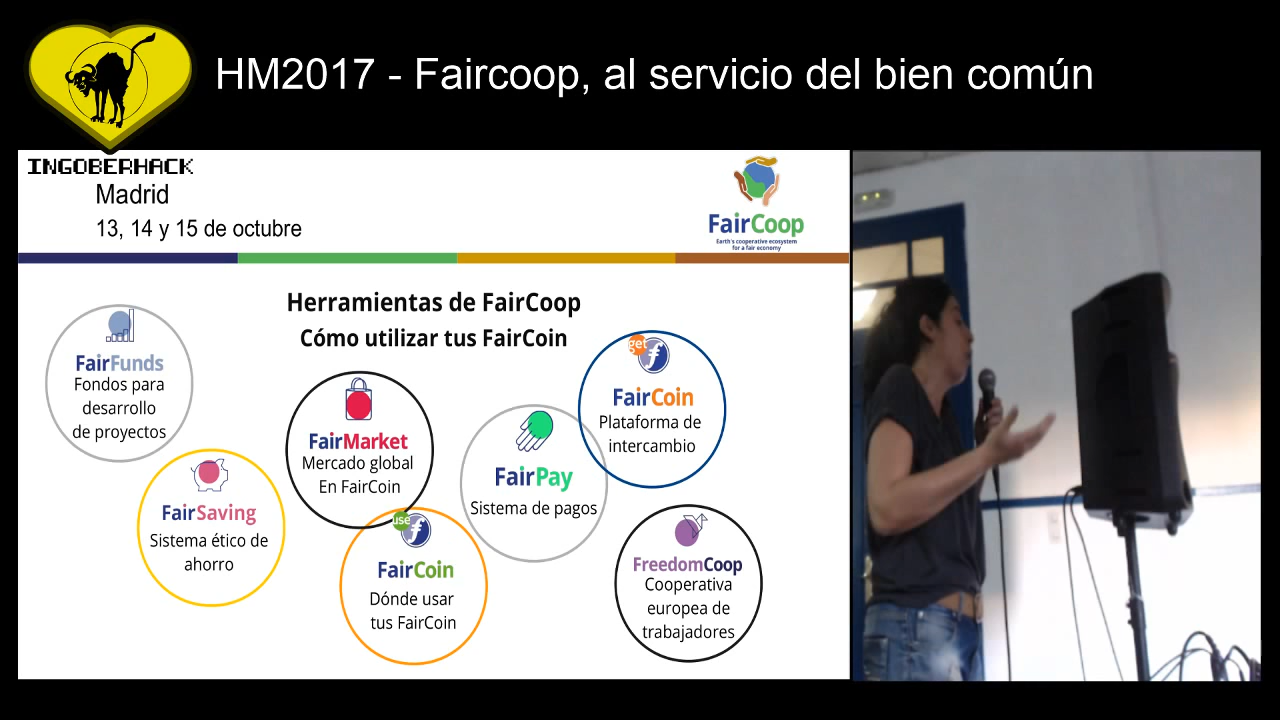 HM2017 - Faircoop, al servicio del bien común
INGOBERHACK
Madrid
13, 14 y 15 de octubre
FairCoop
Earth's cooperative ecosystem
for a fair economy
Herramientas de FairCoop
Cómo utilizar tus FairCoin
FairFunds
Fondos para
desarrollo
de proyectos
FairSaving
Sistema ético de
ahorro
FairMarket
Mercado global
En FairCoin
use
FairCoin
Dónde usar
tus FairCoin
FairPay
Sistema de pagos
get
FairCoin
Plataforma de
intercambio
FreedomCoop
Cooperativa
europea de
trabajadores